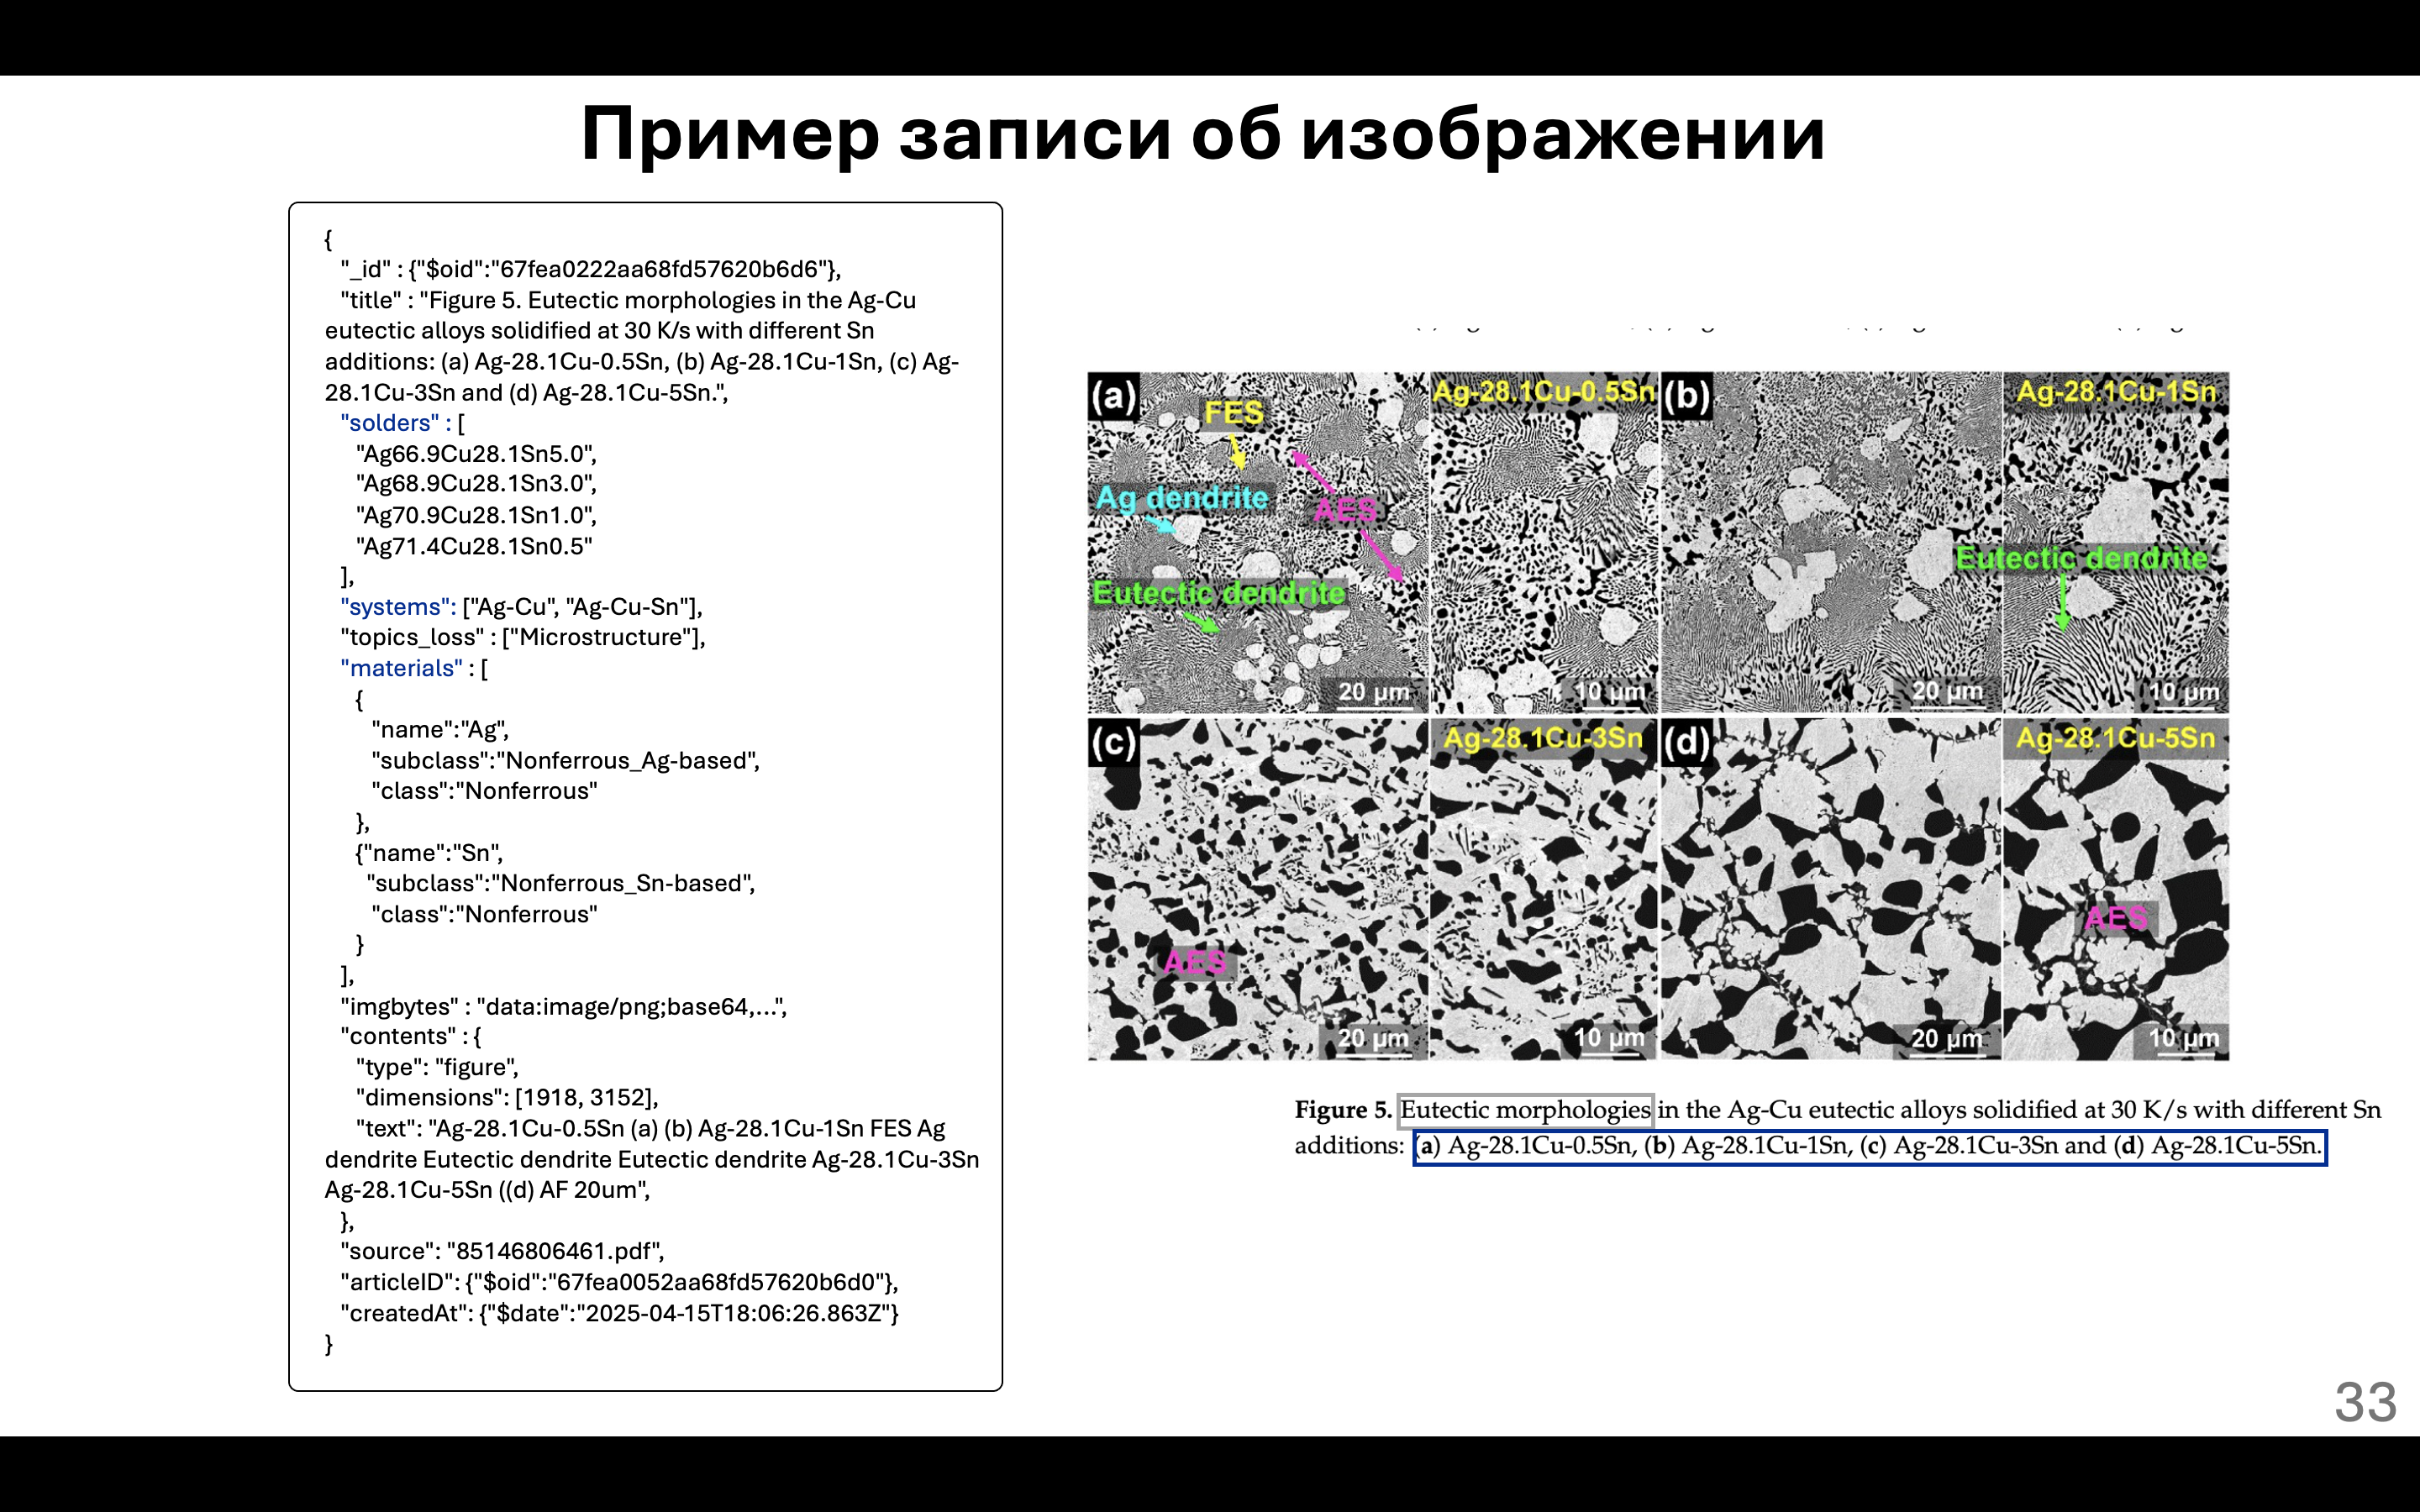 Пример записи об изображении
{
"_id" : {"$oid":"67fea0222aa68fd57620b6d6"},
"title" : "Figure 5. Eutectic morphologies in the Ag-Cu
eutectic alloys solidified at 30 K/s with different Sn
additions: (a) Ag-28.1Cu-0.5Sn, (b) Ag-28.1Cu-1Sn, (c) Ag-
28.1Cu-3Sn and (d) Ag-28.1Cu-5Sn.",
"solders" : [
"Ag66.9Cu28.1Sn5.0",
"Ag68.9Cu28.1Sn3.0",
"Ag70.9Cu28.1Sn1.0",
"Ag71.4Cu28.1Sn0.5"
],
"systems": ["Ag-Cu", "Ag-Cu-Sn"],
"topics_loss" : ["Microstructure"],
"materials" : [
{
"name":"Ag",
"subclass":"Nonferrous_Ag-based",
"class":"Nonferrous"
},
{"name":"Sn",
"subclass":"Nonferrous_Sn-based",
"class":"Nonferrous"
}
],
"imgbytes" : "data:image/png;base64,...",
"contents" : {
"type": "figure",
"dimensions": [1918, 3152],
"text": "Ag-28.1Cu-0.5Sn (a) (b) Ag-28.1Cu-1Sn FES Ag
dendrite Eutectic dendrite Eutectic dendrite Ag-28.1Cu-3Sn
Ag-28.1Cu-5Sn ((d) AF 20um",
},
"source": "85146806461.pdf",
"articleID": {"$oid":"67fea0052aa68fd57620b6d0"},
"createdAt": {"$date":"2025-04-15T18:06:26.863Z"}
}
(a) Ag-28.1Cu-0.5Sn (b) Ag-28.1Cu-1Sn
FES
Ag dendrite AES
Eutectic dendrite
Eutectic dendrite
20 µm 10 µm 20 µm 10 µm
(c) Ag-28.1Cu-3Sn (d) Ag-28.1Cu-5Sn
AES
AES
20 µm 10 µm 20 µm 10 µm
Figure 5. Eutectic morphologies in the Ag-Cu eutectic alloys solidified at 30 K/s with different Sn
additions: (a) Ag-28.1Cu-0.5Sn, (b) Ag-28.1Cu-1Sn, (c) Ag-28.1Cu-3Sn and (d) Ag-28.1Cu-5Sn.
33